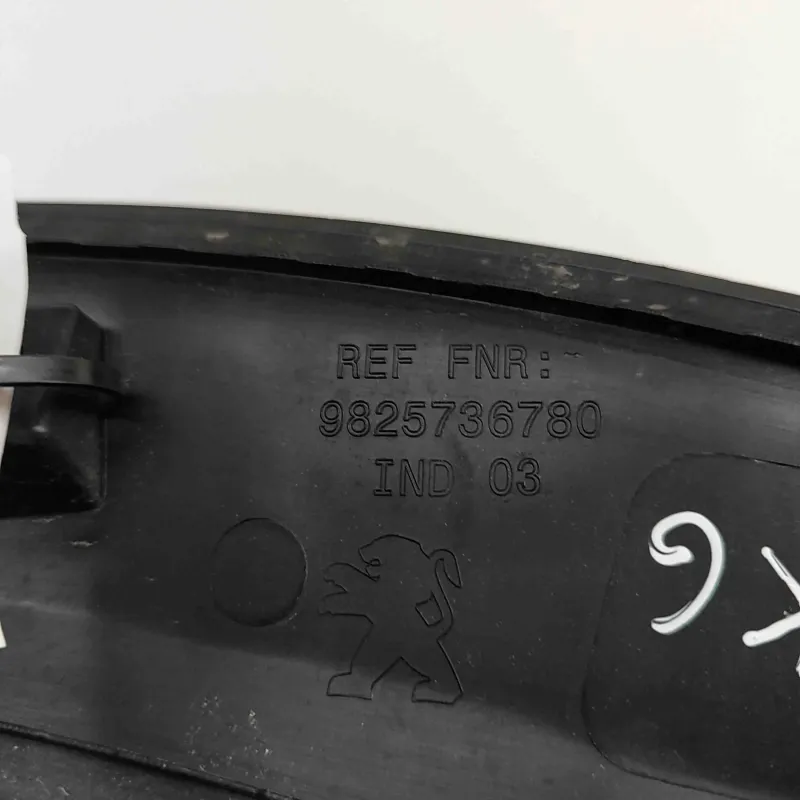 REF FNR:-
9825736780
IND 03